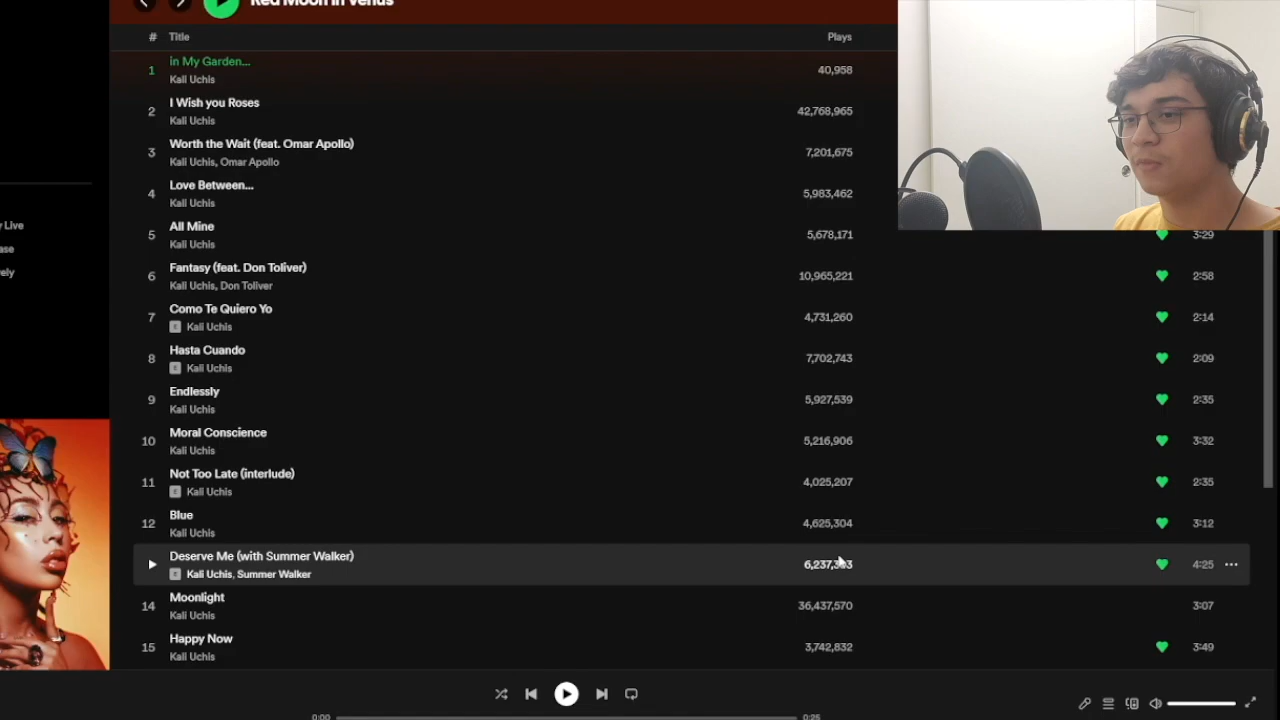 Red Moon In Venus
# Title Plays
in My Garden...
1 40,958
Kali Uchis
I Wish you Roses
2 42,768,965
Kali Uchis
Worth the Wait (feat. Omar Apollo)
3 7,201,675
Kali Uchis, Omar Apollo
Love Between...
4 5,983,462
Kali Uchis
All Mine
5 5,678,171 3:29
Kali Uchis
Fantasy (feat. Don Toliver)
6 10,965,221 2:58
Kali Uchis, Don Toliver
Como Te Quiero Yo
7 4,731,260 2:14
E Kali Uchis
Hasta Cuando
8 7,702,743 2:09
E Kali Uchis
Endlessly
9 5,927,539 2:35
Kali Uchis
Moral Conscience
10 5,216,906 3:32
Kali Uchis
Not Too Late (interlude)
11 4,025,207 2:35
E Kali Uchis
Blue
12 4,625,304 3:12
Kali Uchis
Deserve Me (with Summer Walker)
4:25 ...
E Kali Uchis, Summer Walker
Moonlight
14 36,437,570 3:07
Kali Uchis
Happy Now
15 3,742,832 3:49
Kali Uchis
Live
0:00 0:25